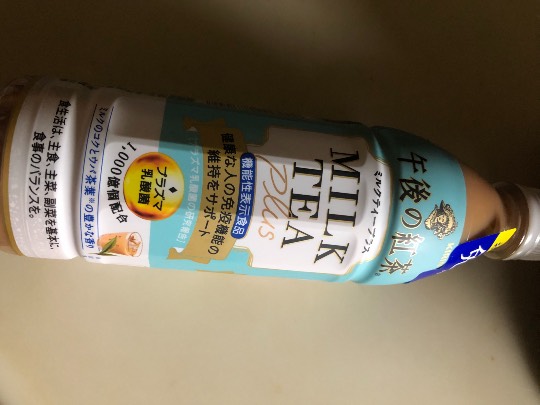 午後の紅茶
ミルクティープラス
MILK
TEA
Plus
機能性表示食品
健康な人の免疫機能の
維持をサポート
プラズマ
乳酸菌
1,000億個配合
ミルクのコクとウバ茶葉※の豊かな香り
食生活は、主食、主菜、副菜を基本に、
食事のバランスを。